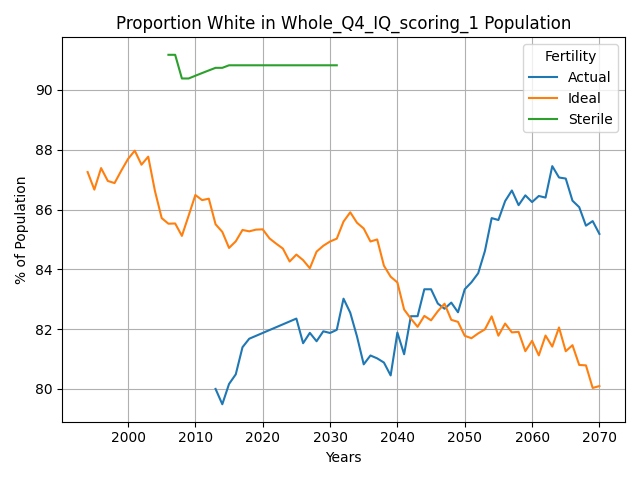 Proportion White in Whole_Q4_IQ_scoring_1 Population
Fertility
Actual
Ideal
Sterile
% of Population
90
88
86
84
82
80
2000 2010 2020 2030 2040 2050 2060 2070
Years